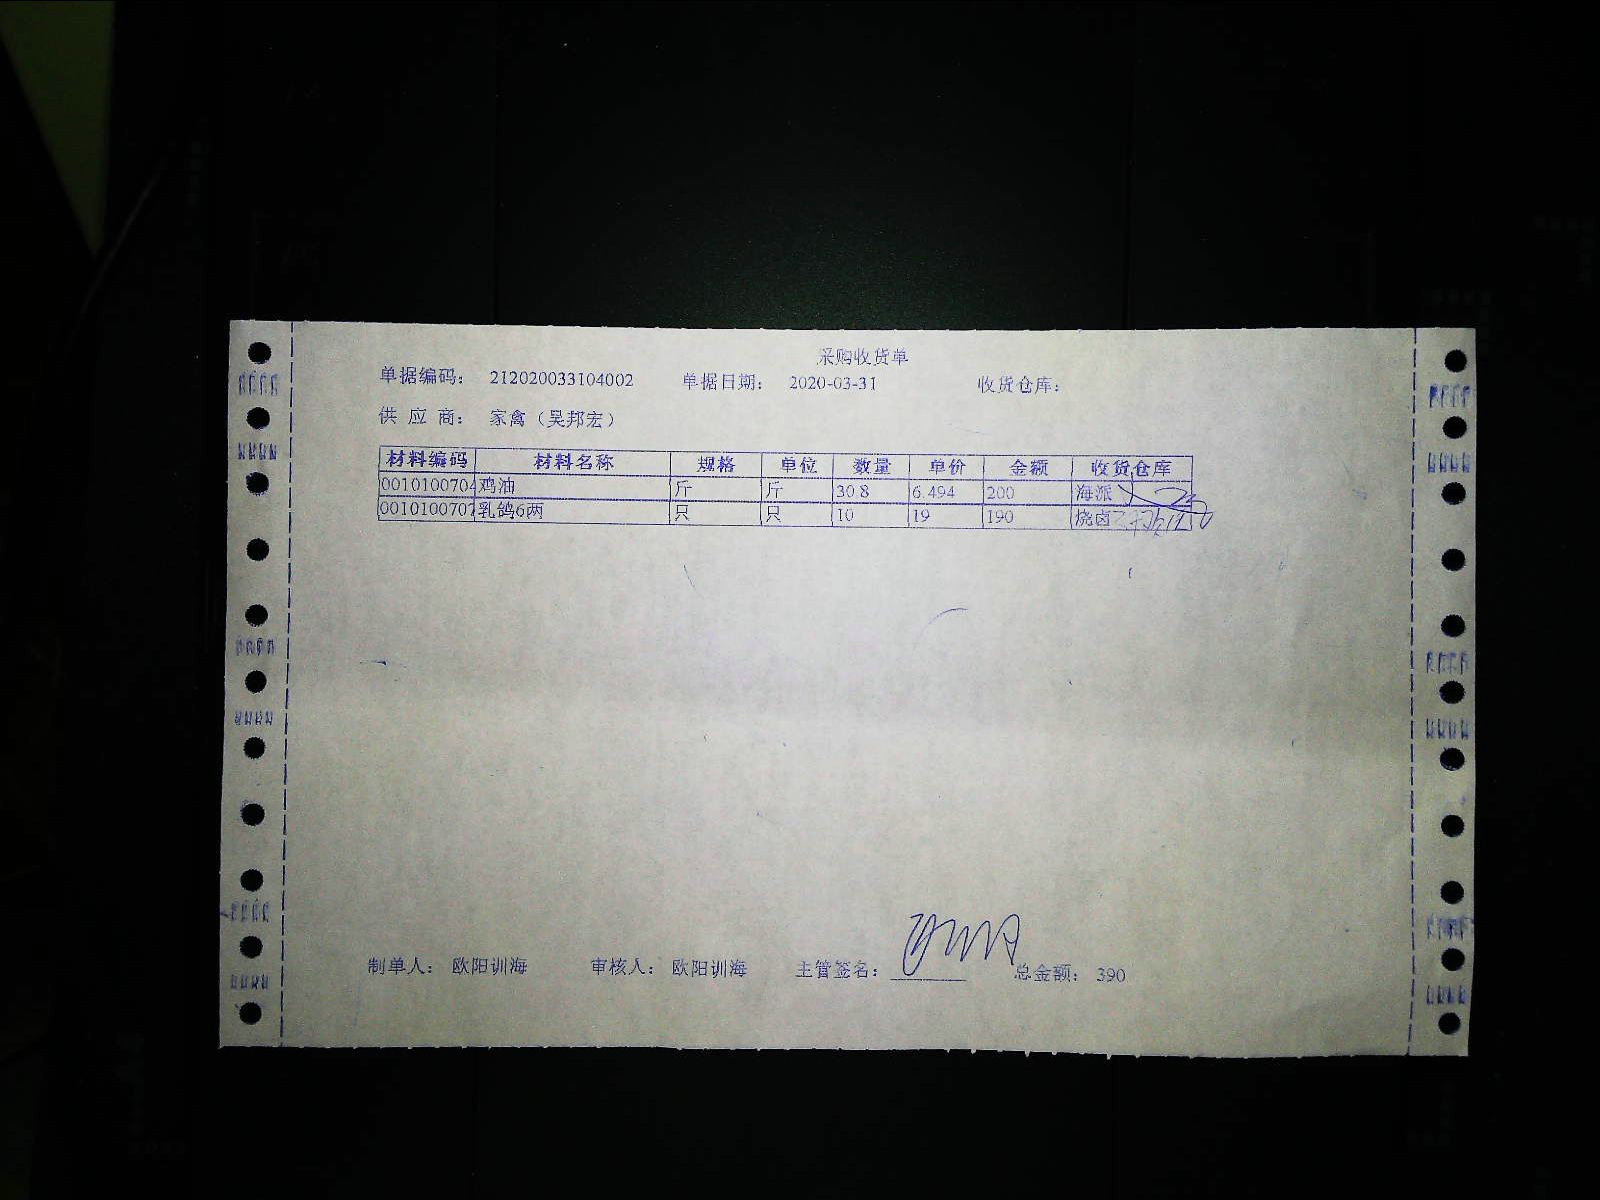 采购收货单
单据编码： 212020033104002 单据日期： 2020-03-31 收货仓库：
供 应 商： 家禽（吴邦宏）
材料编码 材料名称 规格 单位 数量 单价 金额 收货仓库
0010100704 鸡油 斤 斤 30.8 6.494 200 海派
0010100707 乳鸽6两 只 只 10 19 190 烧卤
制单人： 欧阳训海 审核人： 欧阳训海 主管签名： 总金额： 390